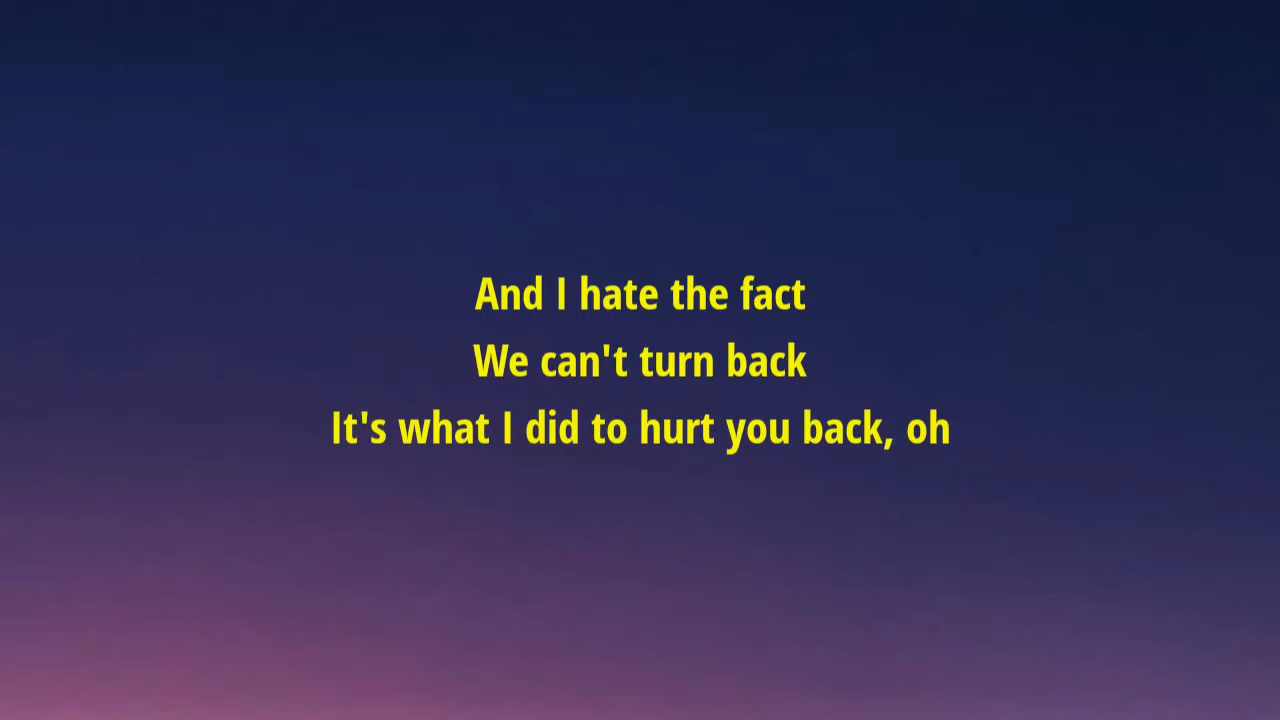 And I hate the fact
We can't turn back
It's what I did to hurt you back, oh